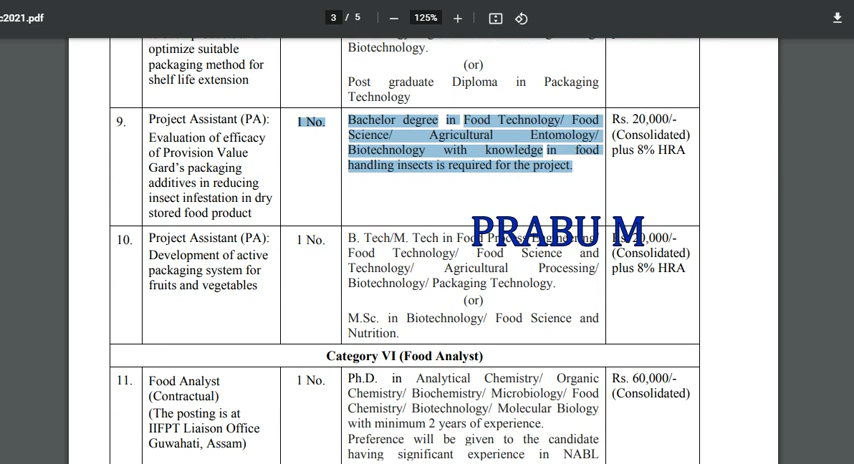 c2021.pdf
3 / 5
125%
optimize suitable
packaging method for
shelf life extension
Biotechnology.
(or)
Post graduate Diploma in Packaging
Technology
9.
Project Assistant (PA):
Evaluation of efficacy
of Provision Value
Gard's packaging
additives in reducing
insect infestation in dry
stored food product
1 No.
Bachelor degree in Food Technology/ Food
Science/ Agricultural Entomology/
Biotechnology with knowledge in food
handling insects is required for the project.
Rs. 20,000/-
(Consolidated)
plus 8% HRA
PRABU M
10.
Project Assistant (PA):
Development of active
packaging system for
fruits and vegetables
1 No.
B. Tech/M. Tech in Food Process Engineering/
Food Technology/ Food Science and
Technology/ Agricultural Processing/
Biotechnology/ Packaging Technology.
(or)
M.Sc. in Biotechnology/ Food Science and
Nutrition.
Rs. 20,000/-
(Consolidated)
plus 8% HRA
Category VI (Food Analyst)
11.
Food Analyst
(Contractual)
(The posting is at
IIFPT Liaison Office
Guwahati, Assam)
1 No.
Ph.D. in Analytical Chemistry/ Organic
Chemistry/ Biochemistry/ Microbiology/ Food
Chemistry/ Biotechnology/ Molecular Biology
with minimum 2 years of experience.
Preference will be given to the candidate
having significant experience in NABL
Rs. 60,000/-
(Consolidated)